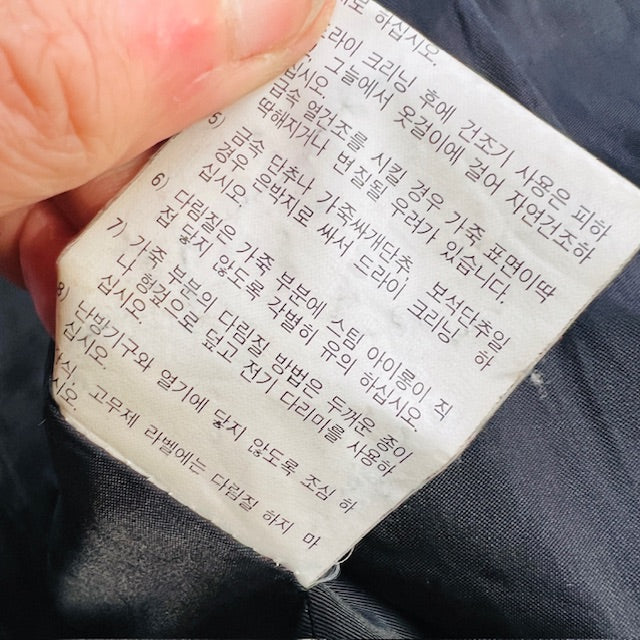 하십시오.
드라이 크리닝 후에 건조기 사용은 피하
십시오 그늘에서 옷걸이에 걸어 자연건조하
금속 열건조를 시킬 경우 가죽 표면이딱
딱해지거나 변질될 우려가 있습니다.
5) 금속 단추나 가죽싸개단추, 보석단추일
경우 은박지로 싸서 드라이 크리닝 하
십시오
6) 다림질은 가죽 부분에 스팀 아이롱이 직
접 닿지 않도록 각별히 유의 하십시오.
7) 가죽 부분의 다림질 방법은 두꺼운 종이
나 헝겊으로 덮고 전기 다리미를 사용하
십시오.
8) 난방기구와 열기에 닿지 않도록 조심 하
십시오.
고무제 라벨에는 다림질 하지 마
시오.